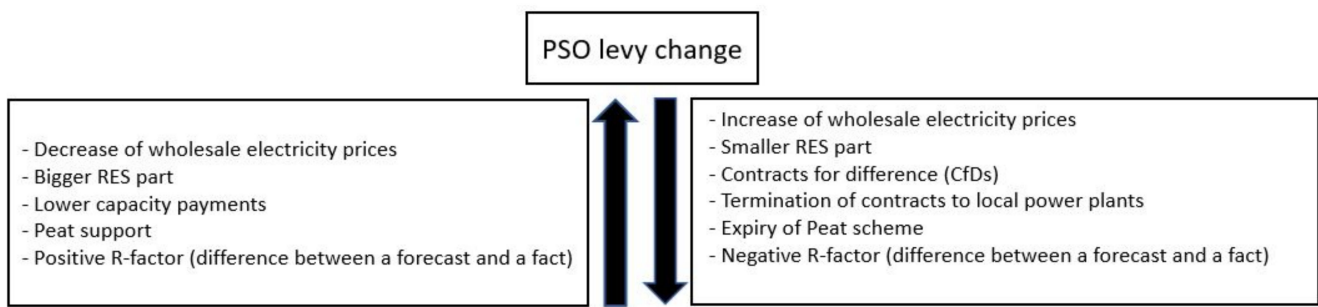 PSO levy change
- Decrease of wholesale electricity prices
- Bigger RES part
- Lower capacity payments
- Peat support
- Positive R-factor (difference between a forecast and a fact)
- Increase of wholesale electricity prices
- Smaller RES part
- Contracts for difference (CfDs)
- Termination of contracts to local power plants
- Expiry of Peat scheme
- Negative R-factor (difference between a forecast and a fact)